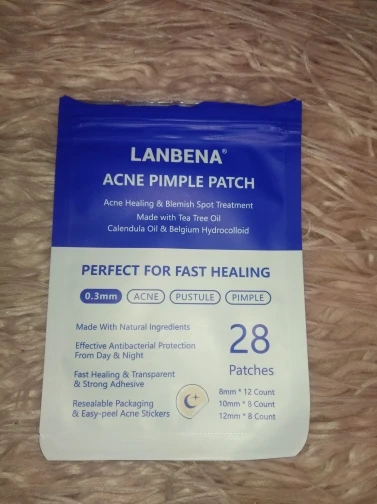 LANBENA®
ACNE PIMPLE PATCH
Acne Healing & Blemish Spot Treatment
Made with Tea Tree Oil
Calendula Oil & Belgium Hydrocolloid
PERFECT FOR FAST HEALING
0.3mm ACNE PUSTULE PIMPLE
Made With Natural Ingredients
Effective Antibacterial Protection
From Day & Night
Fast Healing & Transparent
& Strong Adhesive
Resealable Packaging
& Easy-peel Acne Stickers
28
Patches
8mm * 12 Count
10mm * 8 Count
12mm * 8 Count